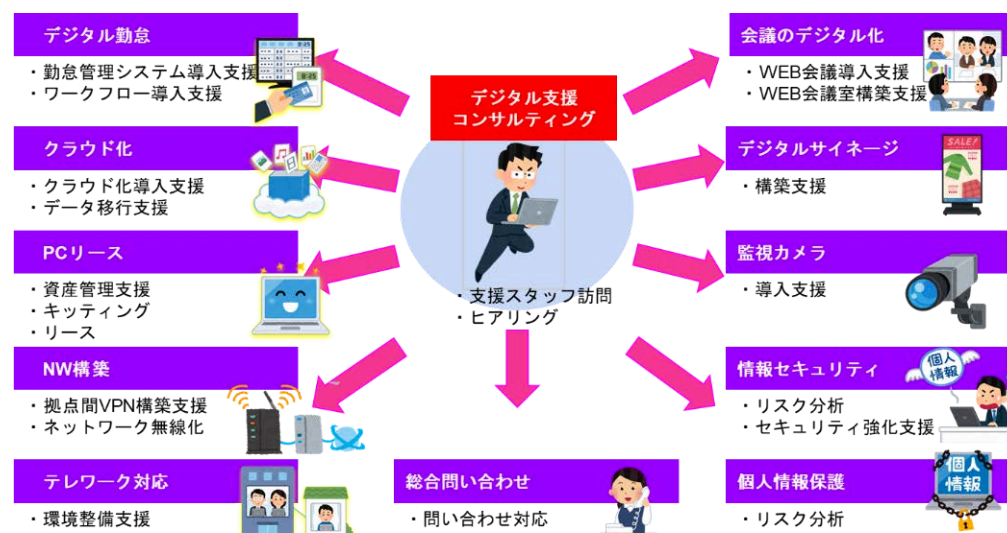 デジタル勤怠
・勤怠管理システム導入支援
・ワークフロー導入支援
クラウド化
・クラウド化導入支援
・データ移行支援
PCリース
・資産管理支援
・キッティング
・リース
NW構築
・拠点間VPN構築支援
・ネットワーク無線化
テレワーク対応
・環境整備支援
デジタル支援
コンサルティング
・支援スタッフ訪問
・ヒアリング
総合問い合わせ
・問い合わせ対応
会議のデジタル化
・WEB会議導入支援
・WEB会議室構築支援
デジタルサイネージ
・構築支援
SALE!
監視カメラ
・導入支援
情報セキュリティ
・リスク分析
・セキュリティ強化支援
個人
情報
個人情報保護
・リスク分析
個人
情報